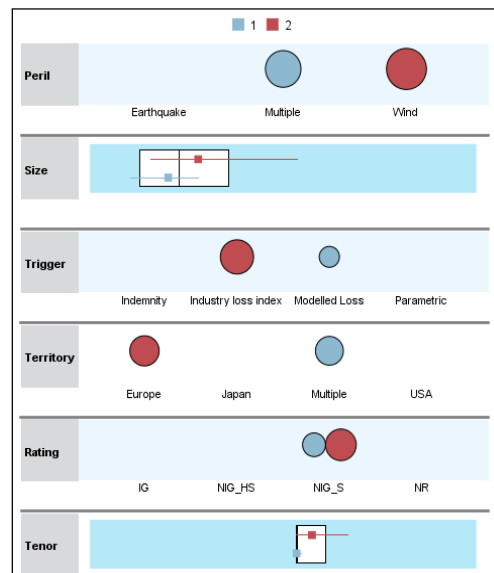 1 2
Peril
Earthquake Multiple Wind
Size
Trigger
Indemnity Industry loss index Modelled Loss Parametric
Territory
Europe Japan Multiple USA
Rating
IG NIG_HS NIG_S NR
Tenor